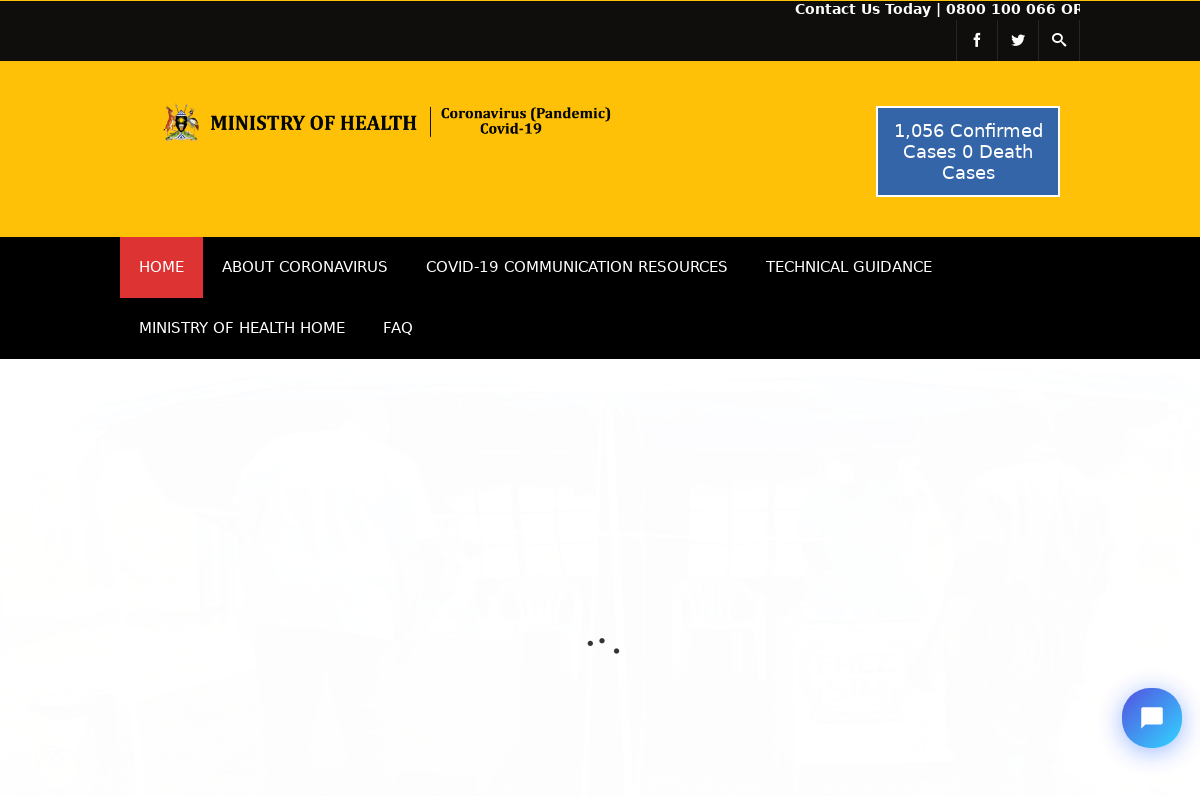 Contact Us Today | 0800 100 066 OR
MINISTRY OF HEALTH
Coronavirus (Pandemic)
Covid-19
1,056 Confirmed
Cases 0 Death
Cases
HOME
ABOUT CORONAVIRUS
COVID-19 COMMUNICATION RESOURCES
TECHNICAL GUIDANCE
MINISTRY OF HEALTH HOME
FAQ